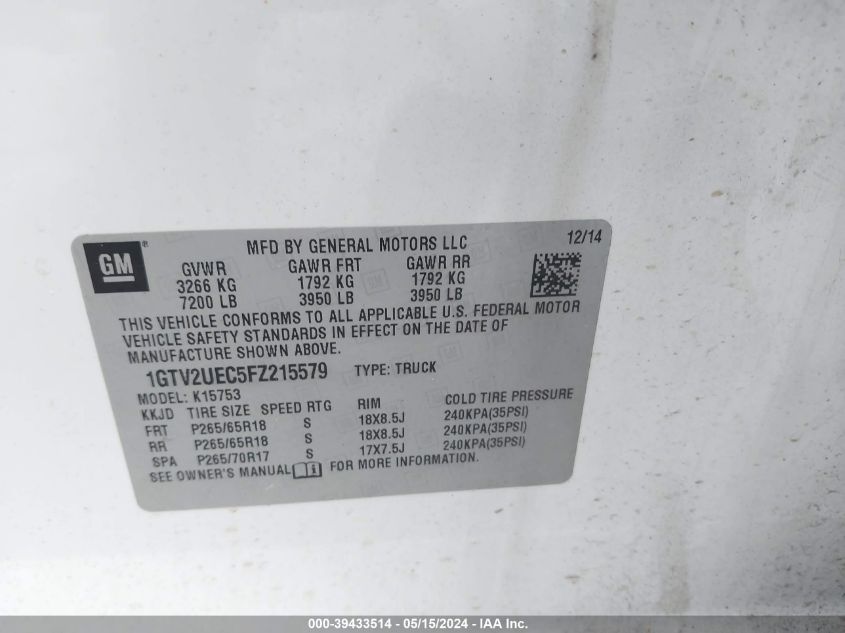 GM ®
MFD BY GENERAL MOTORS LLC 12/14
GVWR GAWR FRT GAWR RR
3266 KG 1792 KG 1792 KG
7200 LB 3950 LB 3950 LB
THIS VEHICLE CONFORMS TO ALL APPLICABLE U.S. FEDERAL MOTOR
VEHICLE SAFETY STANDARDS IN EFFECT ON THE DATE OF
MANUFACTURE SHOWN ABOVE.
1GTV2UEC5FZ215579 TYPE: TRUCK
MODEL: K15753
KKJD TIRE SIZE SPEED RTG RIM COLD TIRE PRESSURE
FRT P265/65R18 S 18X8.5J 240KPA(35PSI)
RR P265/65R18 S 18X8.5J 240KPA(35PSI)
SPA P265/70R17 S 17X7.5J 240KPA(35PSI)
SEE OWNER'S MANUAL i FOR MORE INFORMATION.
000-39433514 - 05/15/2024 - IAA Inc.